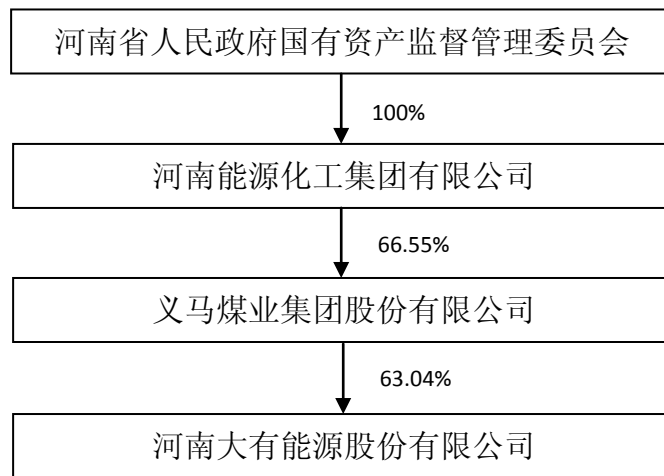 河南省人民政府国有资产监督管理委员会
100%
河南能源化工集团有限公司
66.55%
义马煤业集团股份有限公司
63.04%
河南大有能源股份有限公司